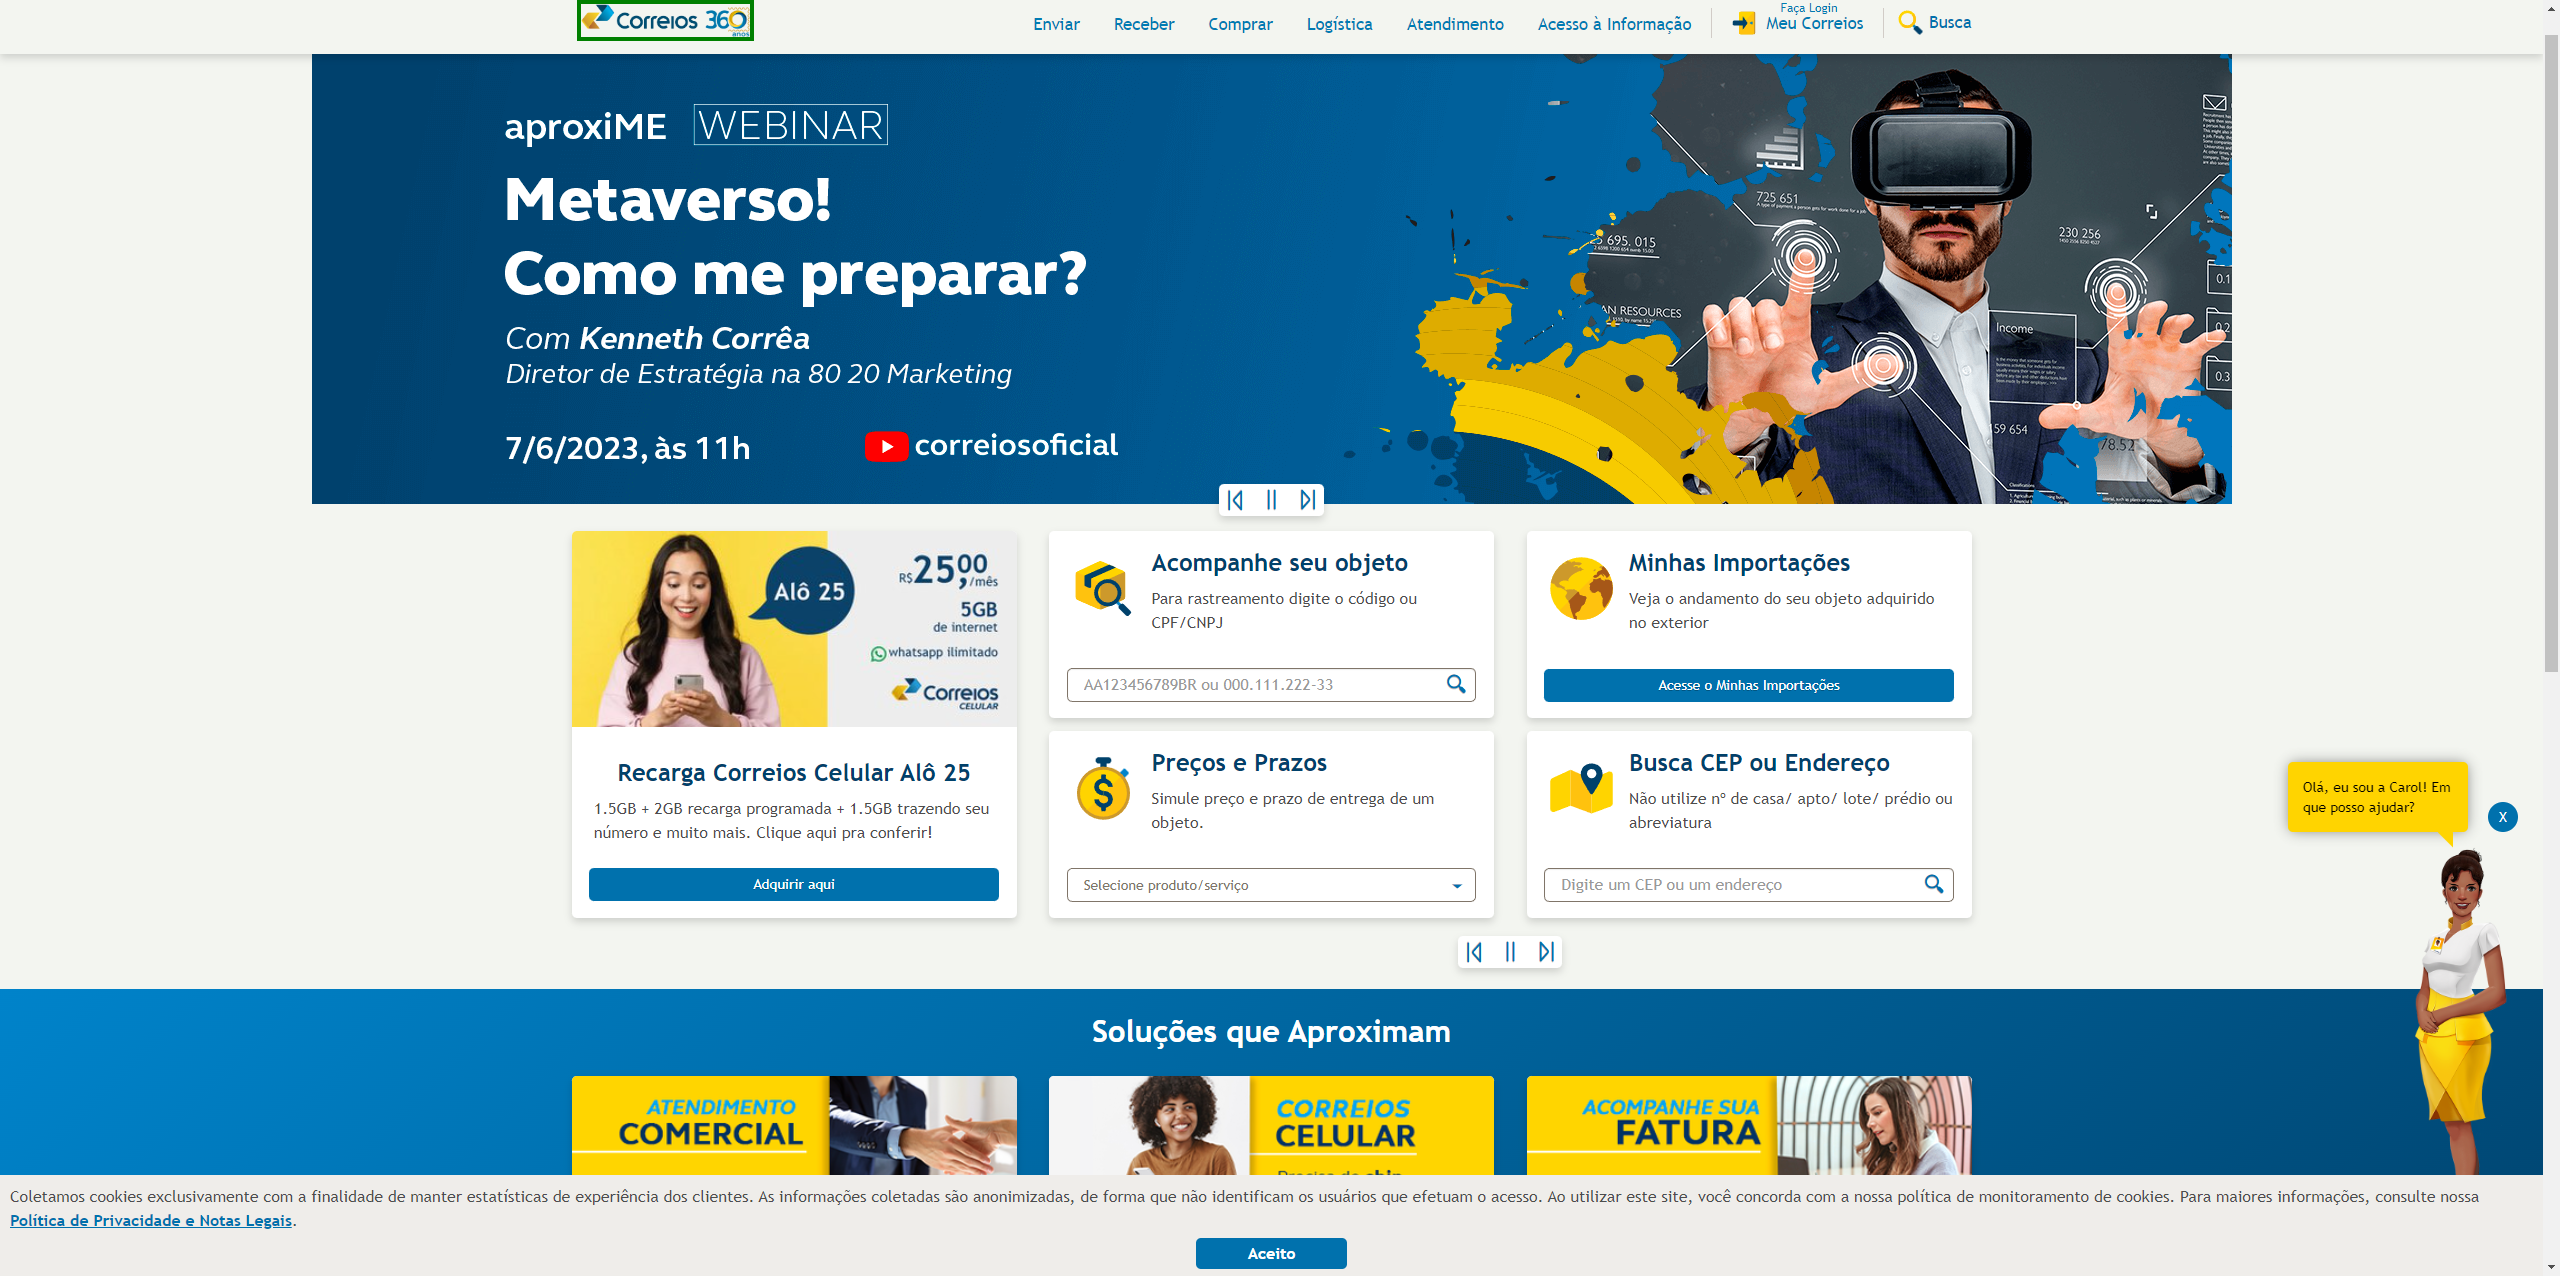 Correios 360 anos
Enviar
Receber
Comprar
Logística
Atendimento
Acesso à Informação
Faça Login
Meu Correios
Busca
aproxiME WEBINAR
Metaverso!
Como me preparar?
Com Kenneth Corrêa
Diretor de Estratégia na 80 20 Marketing
7/6/2023, às 11h
correiosoficial
725 651
695. 015
230 256
RESOURCES
Income
59 654
78.52
0.1
0.2
0.3
Alô 25
R$25,00/mês
5GB
de internet
whatsapp ilimitado
Correios
CELULAR
Recarga Correios Celular Alô 25
1.5GB + 2GB recarga programada + 1.5GB trazendo seu
número e muito mais. Clique aqui pra conferir!
Adquirir aqui
Acompanhe seu objeto
Para rastreamento digite o código ou
CPF/CNPJ
AA123456789BR ou 000.111.222-33
Minhas Importações
Veja o andamento do seu objeto adquirido
no exterior
Acesse o Minhas Importações
Preços e Prazos
Simule preço e prazo de entrega de um
objeto.
Selecione produto/serviço
Busca CEP ou Endereço
Não utilize nº de casa/ apto/ lote/ prédio ou
abreviatura
Digite um CEP ou um endereço
Olá, eu sou a Carol! Em
que posso ajudar?
X
Soluções que Aproximam
ATENDIMENTO
COMERCIAL
CORREIOS
CELULAR
ACOMPANHE SUA
FATURA
Coletamos cookies exclusivamente com a finalidade de manter estatísticas de experiência dos clientes. As informações coletadas são anonimizadas, de forma que não identificam os usuários que efetuam o acesso. Ao utilizar este site, você concorda com a nossa política de monitoramento de cookies. Para maiores informações, consulte nossa
Política de Privacidade e Notas Legais.
Aceito